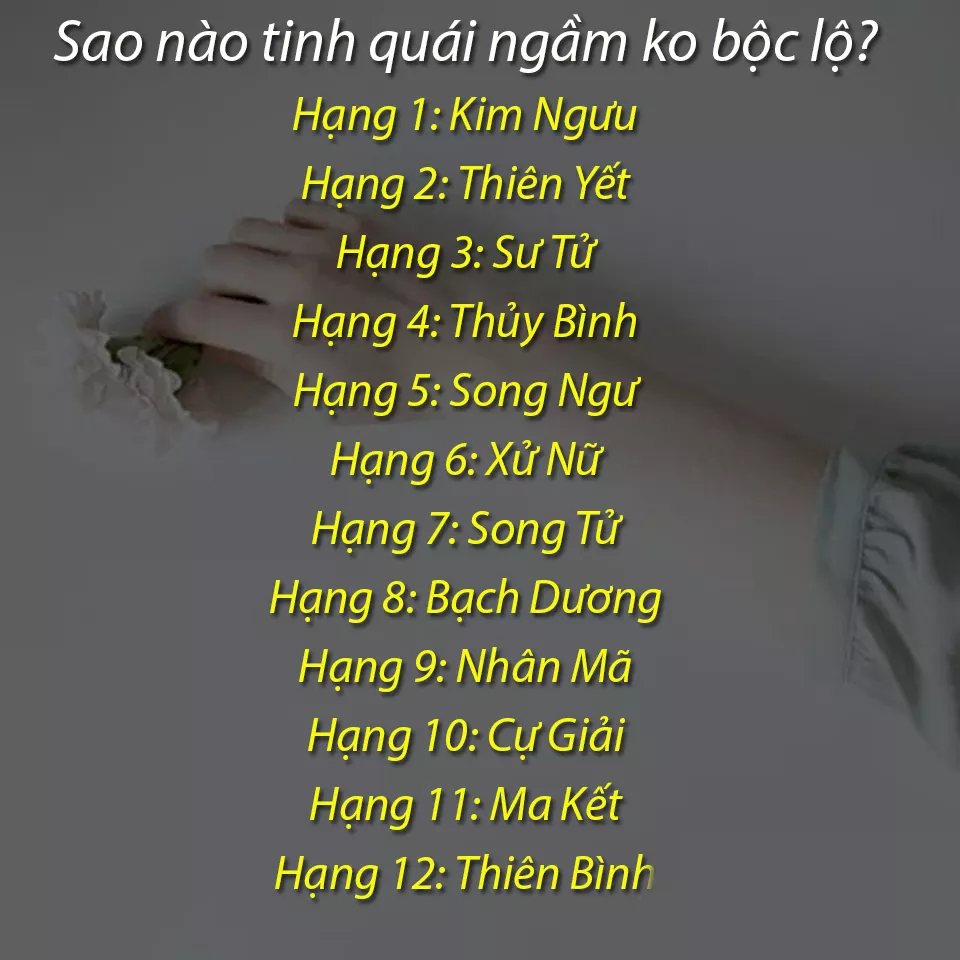 Sao nào tinh quái ngầm ko bộc lộ?
Hạng 1: Kim Ngưu
Hạng 2: Thiên Yết
Hạng 3: Sư Tử
Hạng 4: Thủy Bình
Hạng 5: Song Ngư
Hạng 6: Xử Nữ
Hạng 7: Song Tử
Hạng 8: Bạch Dương
Hạng 9: Nhân Mã
Hạng 10: Cự Giải
Hạng 11: Ma Kết
Hạng 12: Thiên Bình